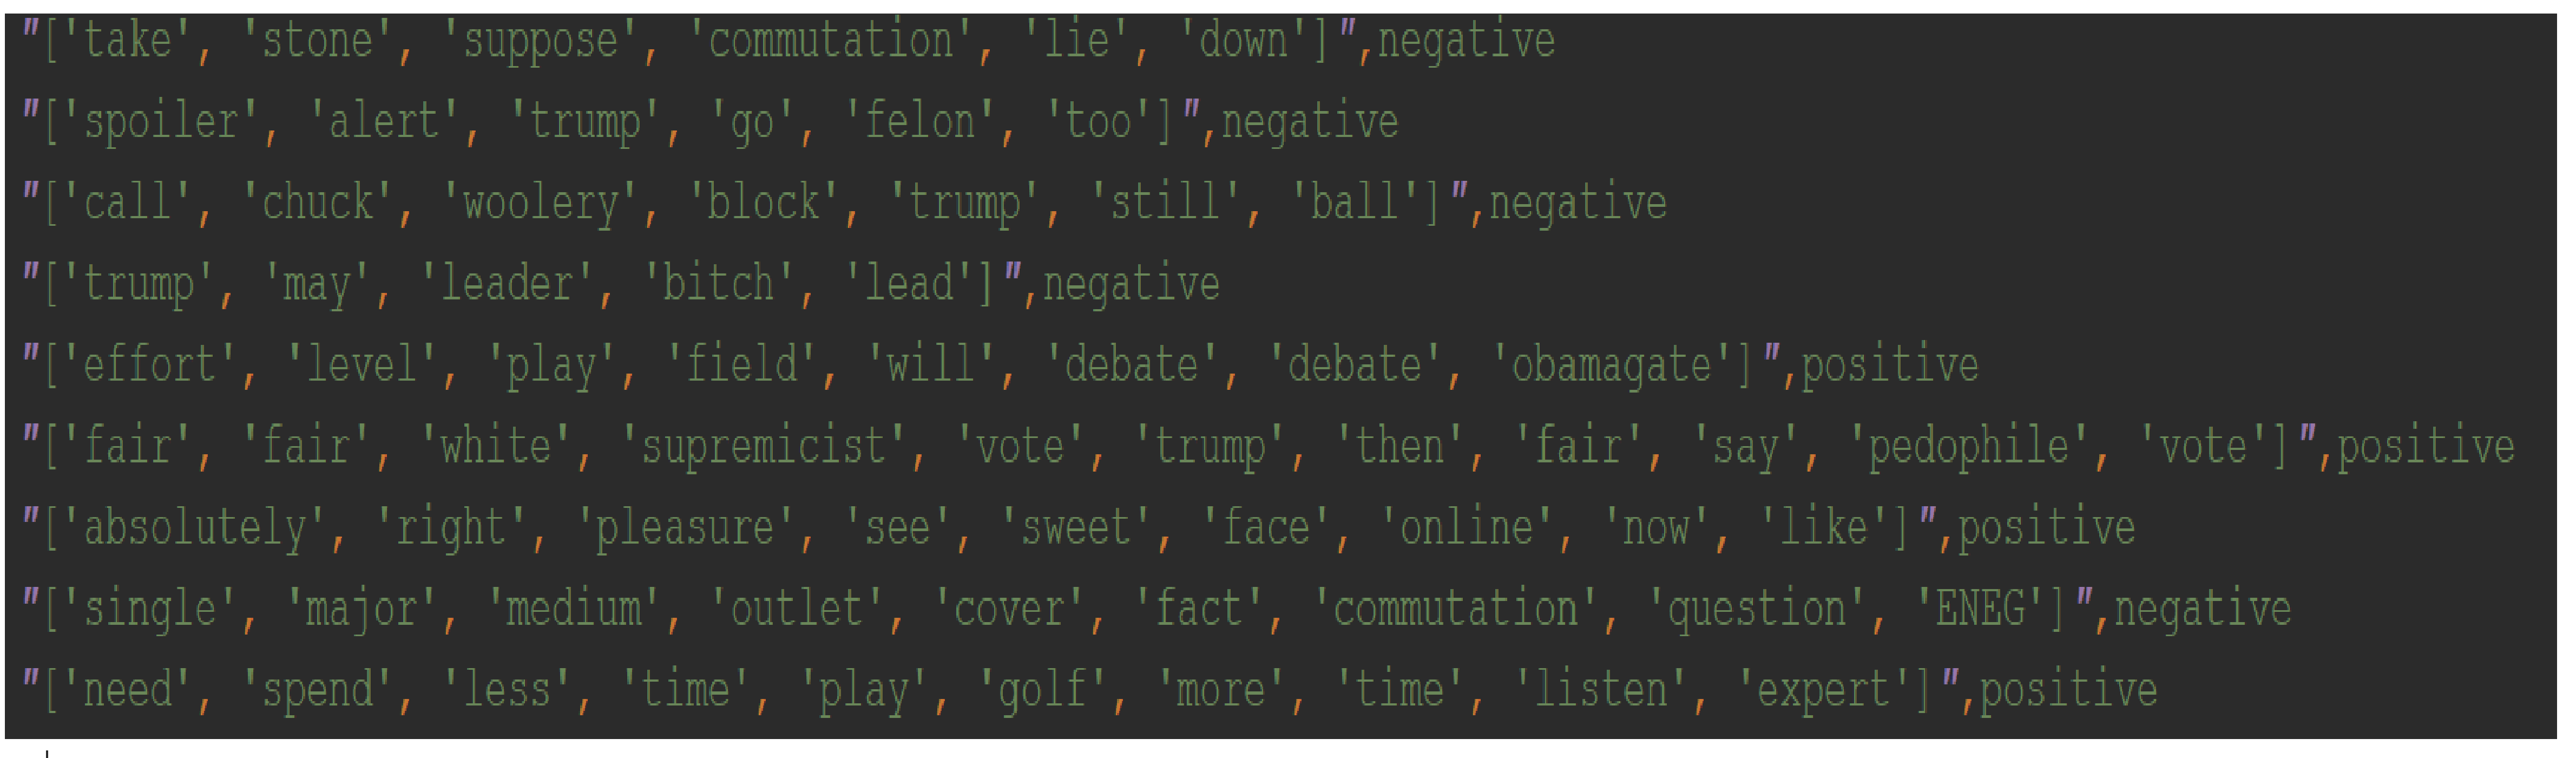 "['take', 'stone', 'suppose', 'commutation', 'lie', 'down']",negative
"['spoiler', 'alert', 'trump', 'go', 'felon', 'too']",negative
"['call', 'chuck', 'woolery', 'block', 'trump', 'still', 'ball']",negative
"['trump', 'may', 'leader', 'bitch', 'lead']",negative
"['effort', 'level', 'play', 'field', 'will', 'debate', 'debate', 'obamagate']",positive
"['fair', 'fair', 'white', 'supremicist', 'vote', 'trump', 'then', 'fair', 'say', 'pedophile', 'vote']",positive
"['absolutely', 'right', 'pleasure', 'see', 'sweet', 'face', 'online', 'now', 'like']",positive
"['single', 'major', 'medium', 'outlet', 'cover', 'fact', 'commutation', 'question', 'ENEG']",negative
"['need', 'spend', 'less', 'time', 'play', 'golf', 'more', 'time', 'listen', 'expert']",positive